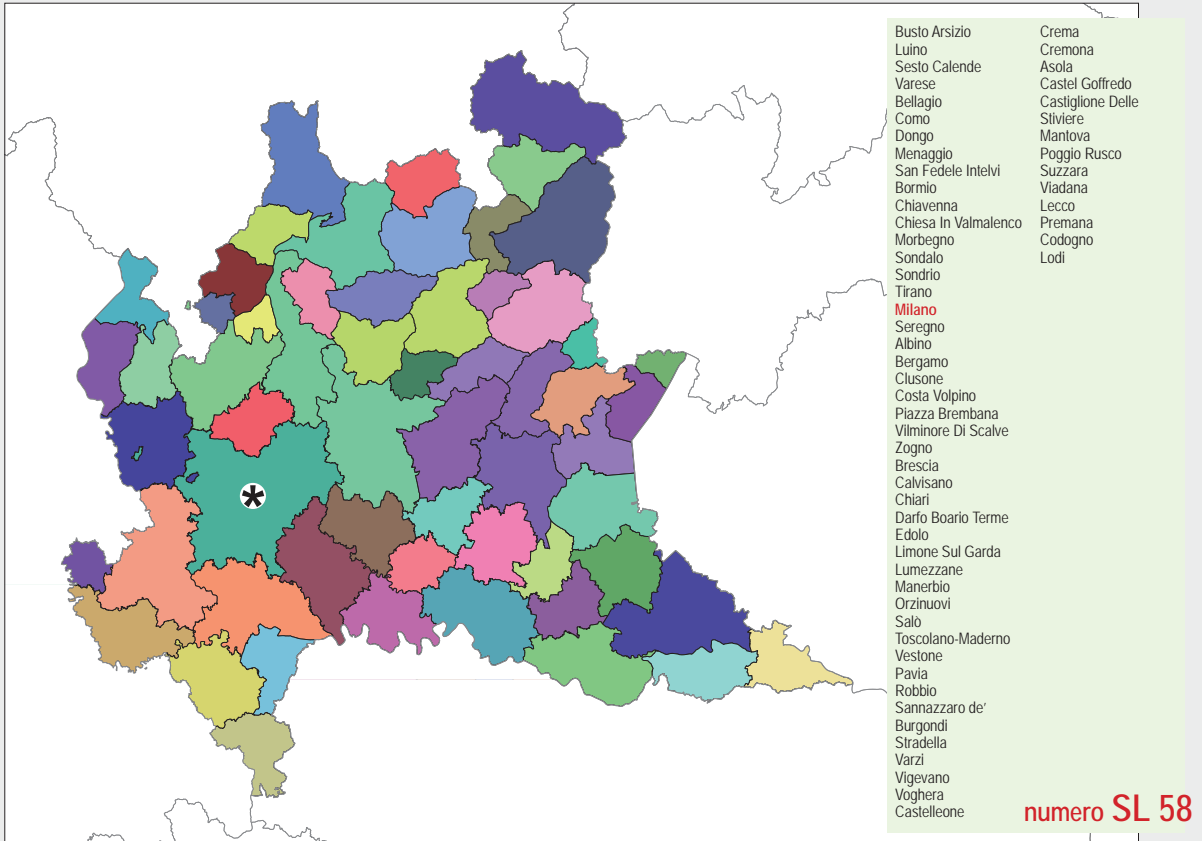 Busto Arsizio
Luino
Sesto Calende
Varese
Bellagio
Como
Dongo
Menaggio
San Fedele Intelvi
Bormio
Chiavenna
Chiesa In Valmalenco
Morbegno
Sondalo
Sondrio
Tirano
Milano
Seregno
Albino
Bergamo
Clusone
Costa Volpino
Piazza Brembana
Vilminore Di Scalve
Zogno
Brescia
Calvisano
Chiari
Darfo Boario Terme
Edolo
Limone Sul Garda
Lumezzane
Manerbio
Orzinuovi
Salò
Toscolano-Maderno
Vestone
Pavia
Robbio
Sannazzaro de'
Burgondi
Stradella
Varzi
Vigevano
Voghera
Castelleone
Crema
Cremona
Asola
Castel Goffredo
Castiglione Delle
Stiviere
Mantova
Poggio Rusco
Suzzara
Viadana
Lecco
Premana
Codogno
Lodi
numero SL 58
*